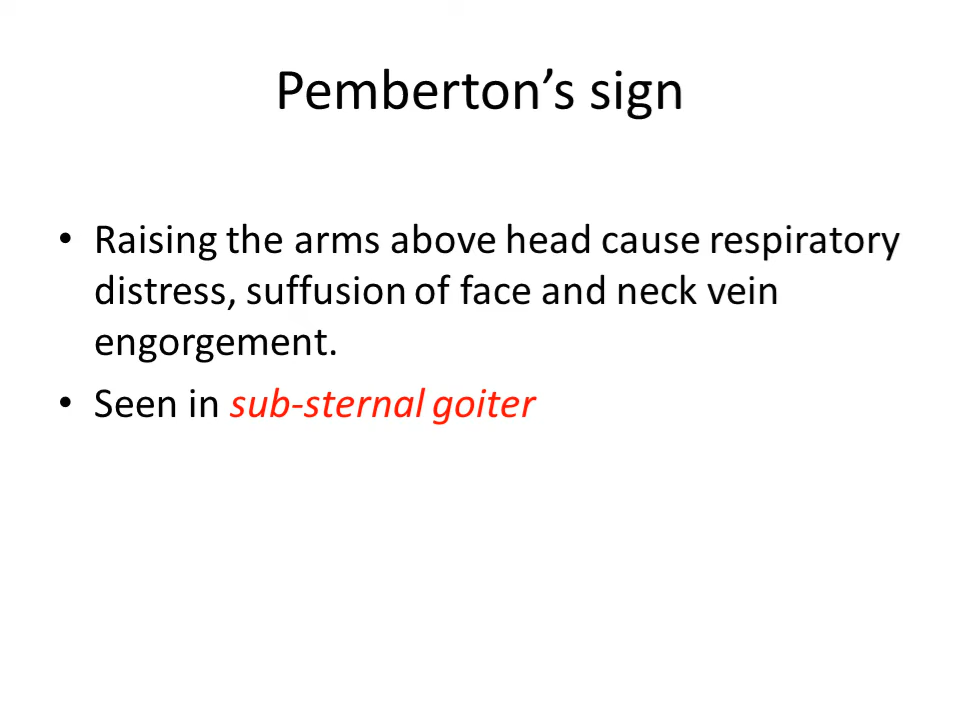 Pemberton’s sign
• Raising the arms above head cause respiratory
distress, suffusion of face and neck vein
engorgement.
• Seen in sub-sternal goiter